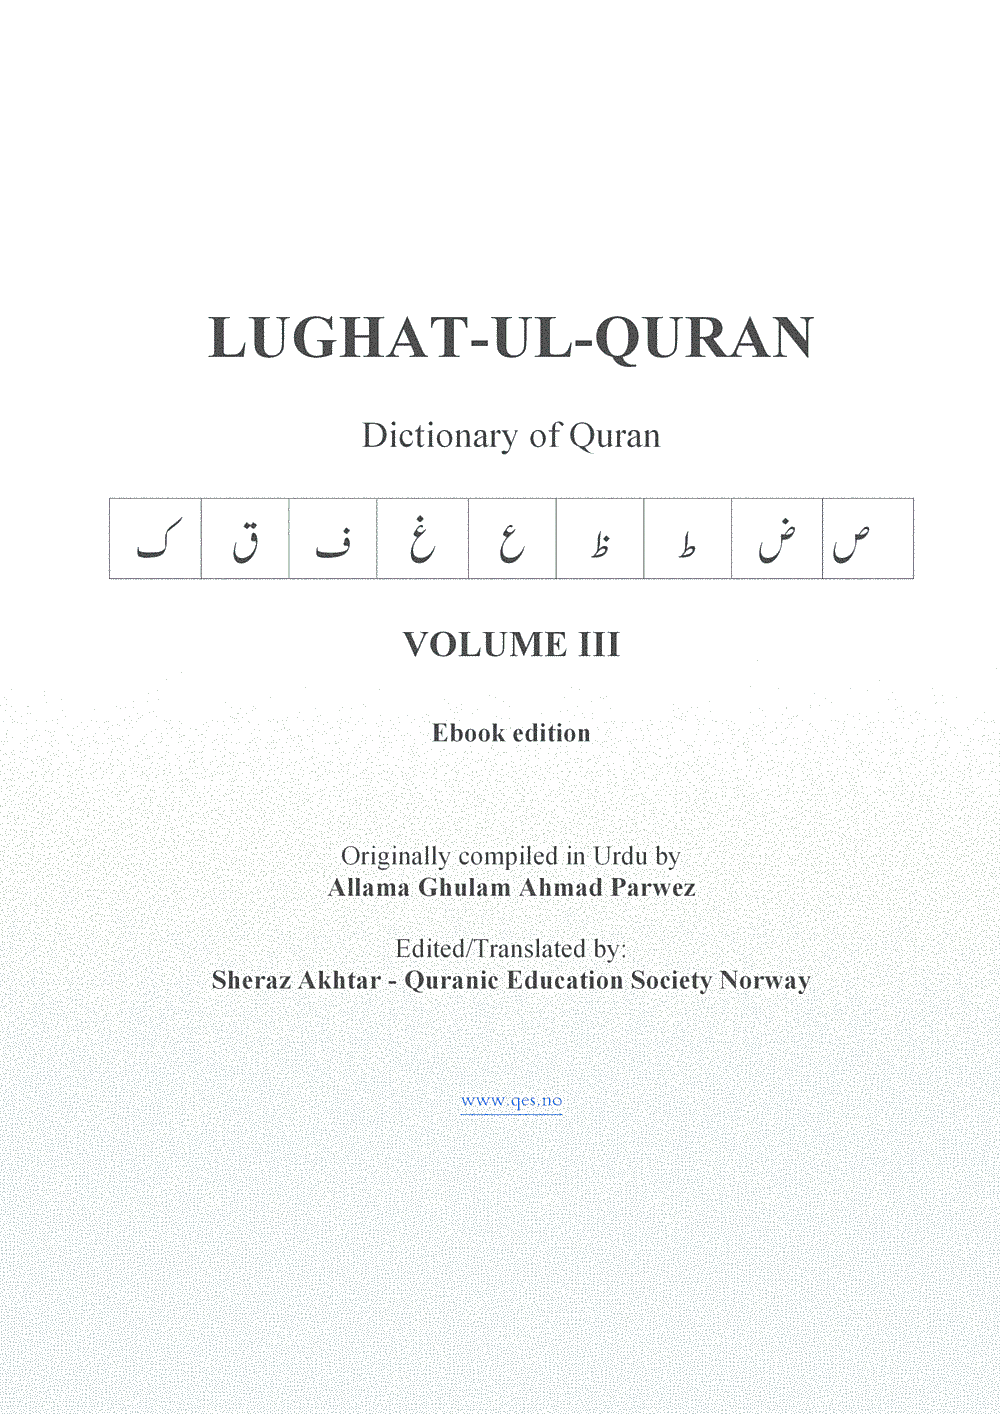 LUGHAT-UL-QURAN
Dictionary of Quran
ص ض ط ظ ع غ ف ق ک
VOLUME III
Ebook edition
Originally compiled in Urdu by
Allama Ghulam Ahmad Parwez
Edited/Translated by:
Sheraz Akhtar - Quranic Education Society Norway
www.qes.no